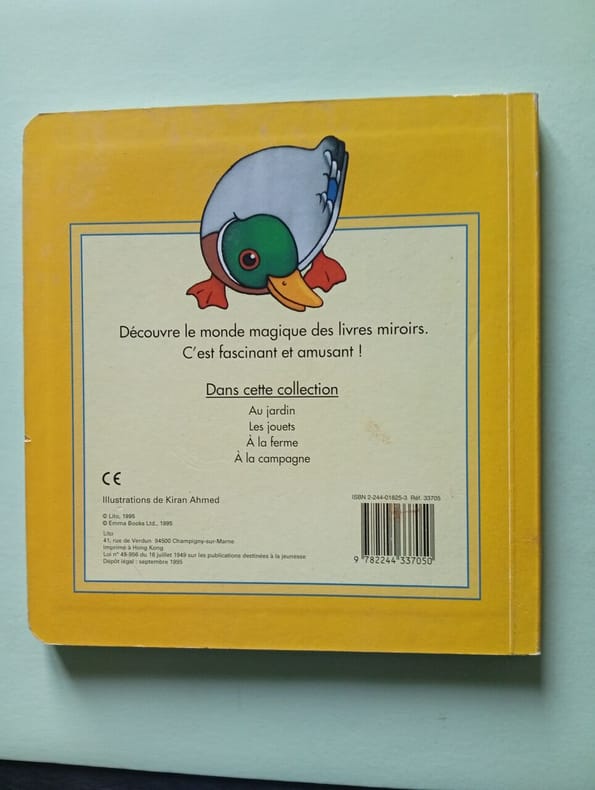 Découvre le monde magique des livres miroirs.
C'est fascinant et amusant !
Dans cette collection
Au jardin
Les jouets
À la ferme
À la campagne
CE
Illustrations de Kiran Ahmed
ISBN 2-244-01825-3 Réf. 33705
© Lito, 1995
© Emma Books Ltd., 1995
Lito
41, rue de Verdun 94500 Champigny-sur-Marne
Imprimé à Hong Kong
Loi n° 49-956 du 16 juillet 1949 sur les publications destinées à la jeunesse
Dépôt légal : septembre 1995
9 782244 337050